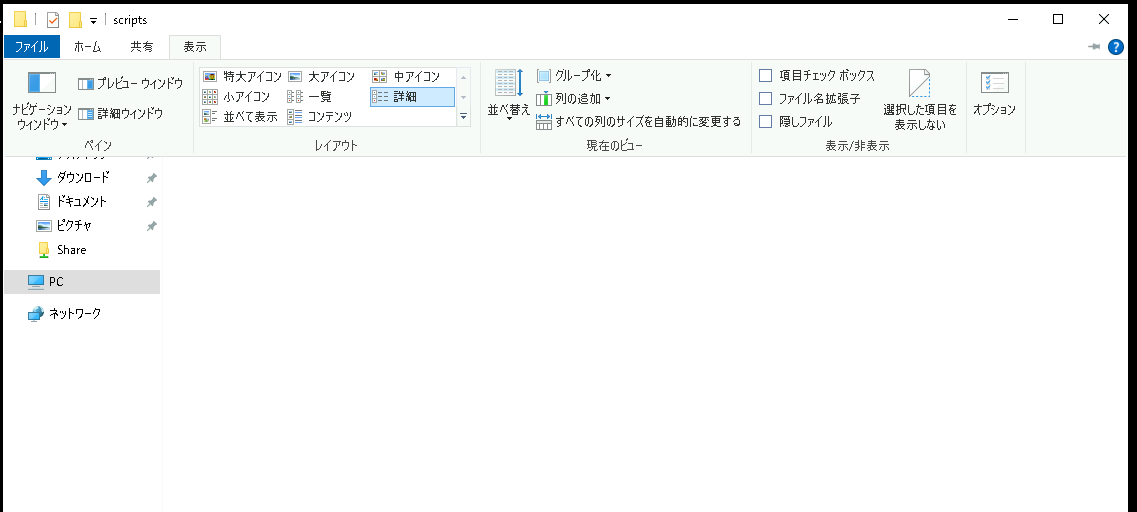 scripts
ファイル ホーム 共有 表示
ナビゲーション
ウィンドウ
プレビュー ウィンドウ
詳細ウィンドウ
ペイン
特大アイコン 大アイコン 中アイコン
小アイコン 一覧 詳細
並べて表示 コンテンツ
レイアウト
並べ替え
グループ化
列の追加
すべての列のサイズを自動的に変更する
現在のビュー
項目チェック ボックス
ファイル名拡張子
隠しファイル
選択した項目を
表示しない
表示/非表示
オプション
ダウンロード
ドキュメント
ピクチャ
Share
PC
ネットワーク